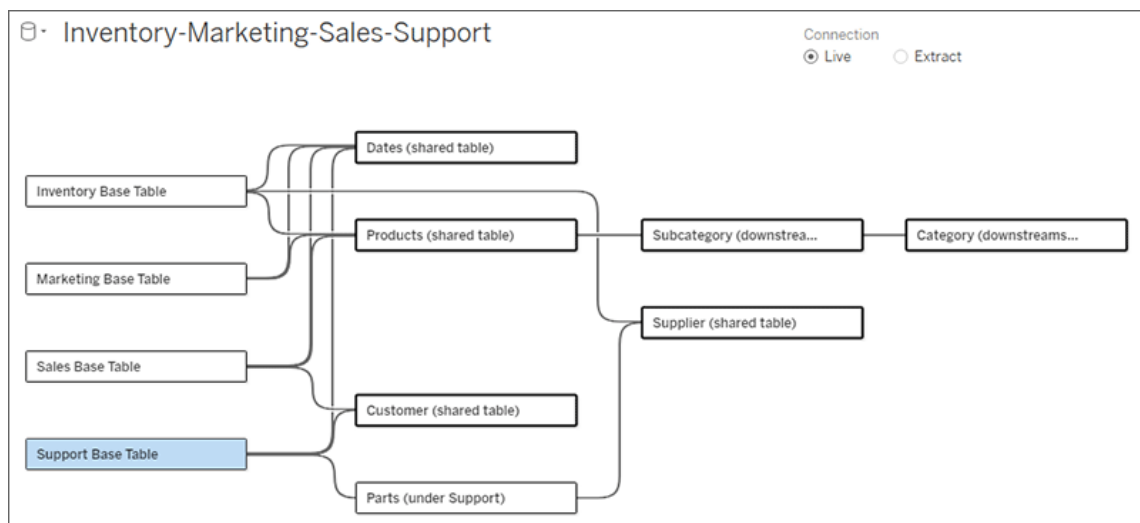 Inventory-Marketing-Sales-Support
Connection
Live Extract
Dates (shared table)
Inventory Base Table
Products (shared table) Subcategory (downstrea... Category (downstreams...
Marketing Base Table
Supplier (shared table)
Sales Base Table
Customer (shared table)
Support Base Table
Parts (under Support)